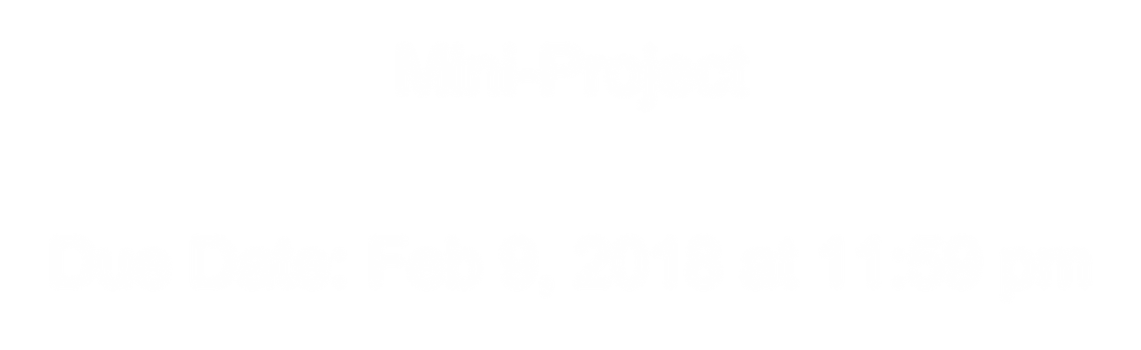 Mini-Project
Due Date: Feb 9, 2018 at 11:59 pm